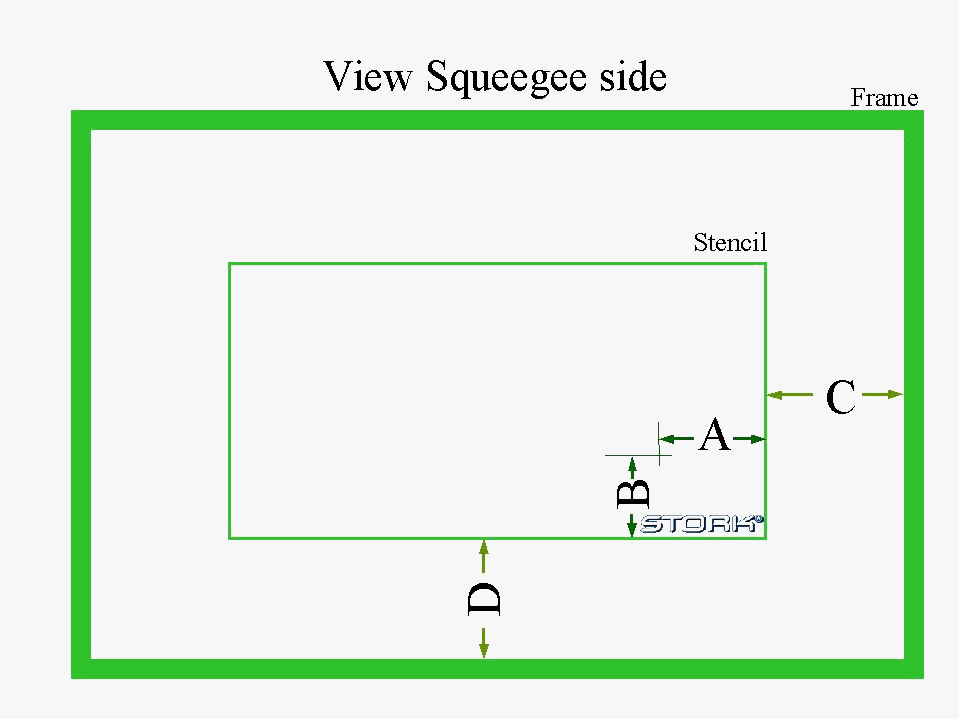 View Squeegee side
Frame
Stencil
C
A
B
STORK®
D